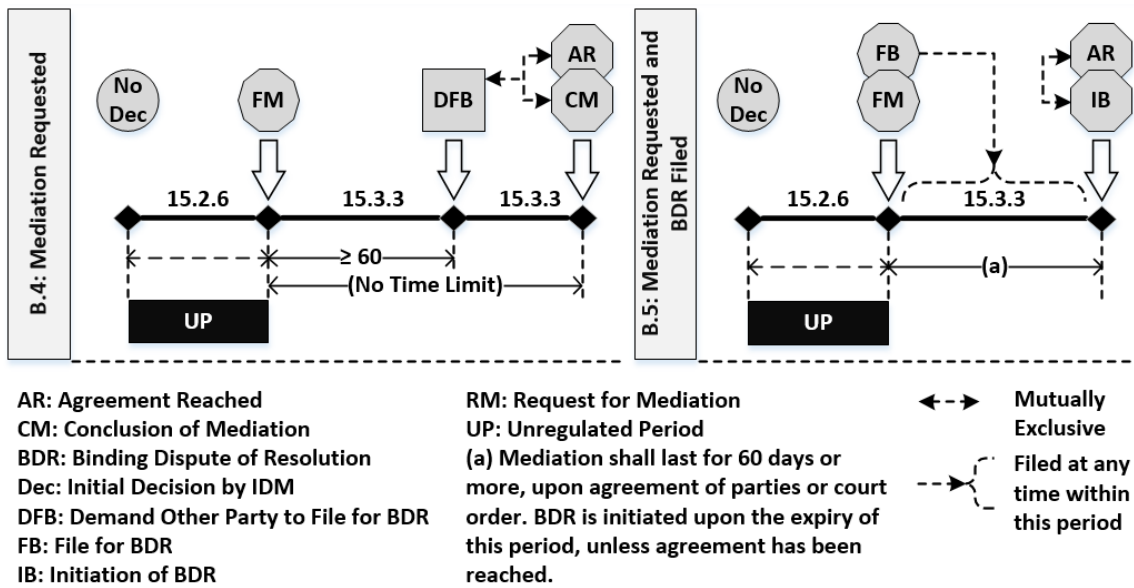 B.4: Mediation Requested
No
Dec
FM
DFB
AR
CM
15.2.6
15.3.3
15.3.3
≥ 60
(No Time Limit)
UP
B.5: Mediation Requested and
BDR Filed
No
Dec
FB
FM
AR
IB
15.2.6
15.3.3
(a)
UP
AR: Agreement Reached
CM: Conclusion of Mediation
BDR: Binding Dispute of Resolution
Dec: Initial Decision by IDM
DFB: Demand Other Party to File for BDR
FB: File for BDR
IB: Initiation of BDR
RM: Request for Mediation
UP: Unregulated Period
(a) Mediation shall last for 60 days or
more, upon agreement of parties or court
order. BDR is initiated upon the expiry of
this period, unless agreement has been
reached.
Mutually
Exclusive
Filed at any
time within
this period